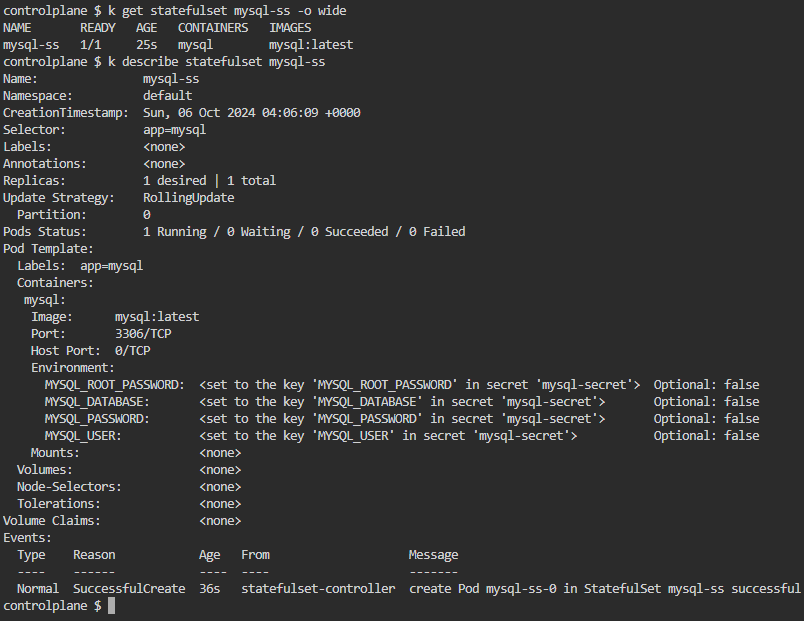 controlplane $ k get statefulset mysql-ss -o wide
NAME       READY   AGE   CONTAINERS   IMAGES
mysql-ss   1/1     25s   mysql        mysql:latest
controlplane $ k describe statefulset mysql-ss
Name:               mysql-ss
Namespace:          default
CreationTimestamp:  Sun, 06 Oct 2024 04:06:09 +0000
Selector:           app=mysql
Labels:             <none>
Annotations:        <none>
Replicas:           1 desired | 1 total
Update Strategy:    RollingUpdate
  Partition:        0
Pods Status:        1 Running / 0 Waiting / 0 Succeeded / 0 Failed
Pod Template:
  Labels:  app=mysql
  Containers:
   mysql:
    Image:      mysql:latest
    Port:       3306/TCP
    Host Port:  0/TCP
    Environment:
      MYSQL_ROOT_PASSWORD:  <set to the key 'MYSQL_ROOT_PASSWORD' in secret 'mysql-secret'>  Optional: false
      MYSQL_DATABASE:       <set to the key 'MYSQL_DATABASE' in secret 'mysql-secret'>       Optional: false
      MYSQL_PASSWORD:       <set to the key 'MYSQL_PASSWORD' in secret 'mysql-secret'>       Optional: false
      MYSQL_USER:           <set to the key 'MYSQL_USER' in secret 'mysql-secret'>           Optional: false
    Mounts:                 <none>
  Volumes:                  <none>
  Node-Selectors:           <none>
  Tolerations:              <none>
Volume Claims:              <none>
Events:
  Type    Reason            Age   From                    Message
  ----    ------            ----  ----                    -------
  Normal  SuccessfulCreate  36s   statefulset-controller  create Pod mysql-ss-0 in StatefulSet mysql-ss successful
controlplane $